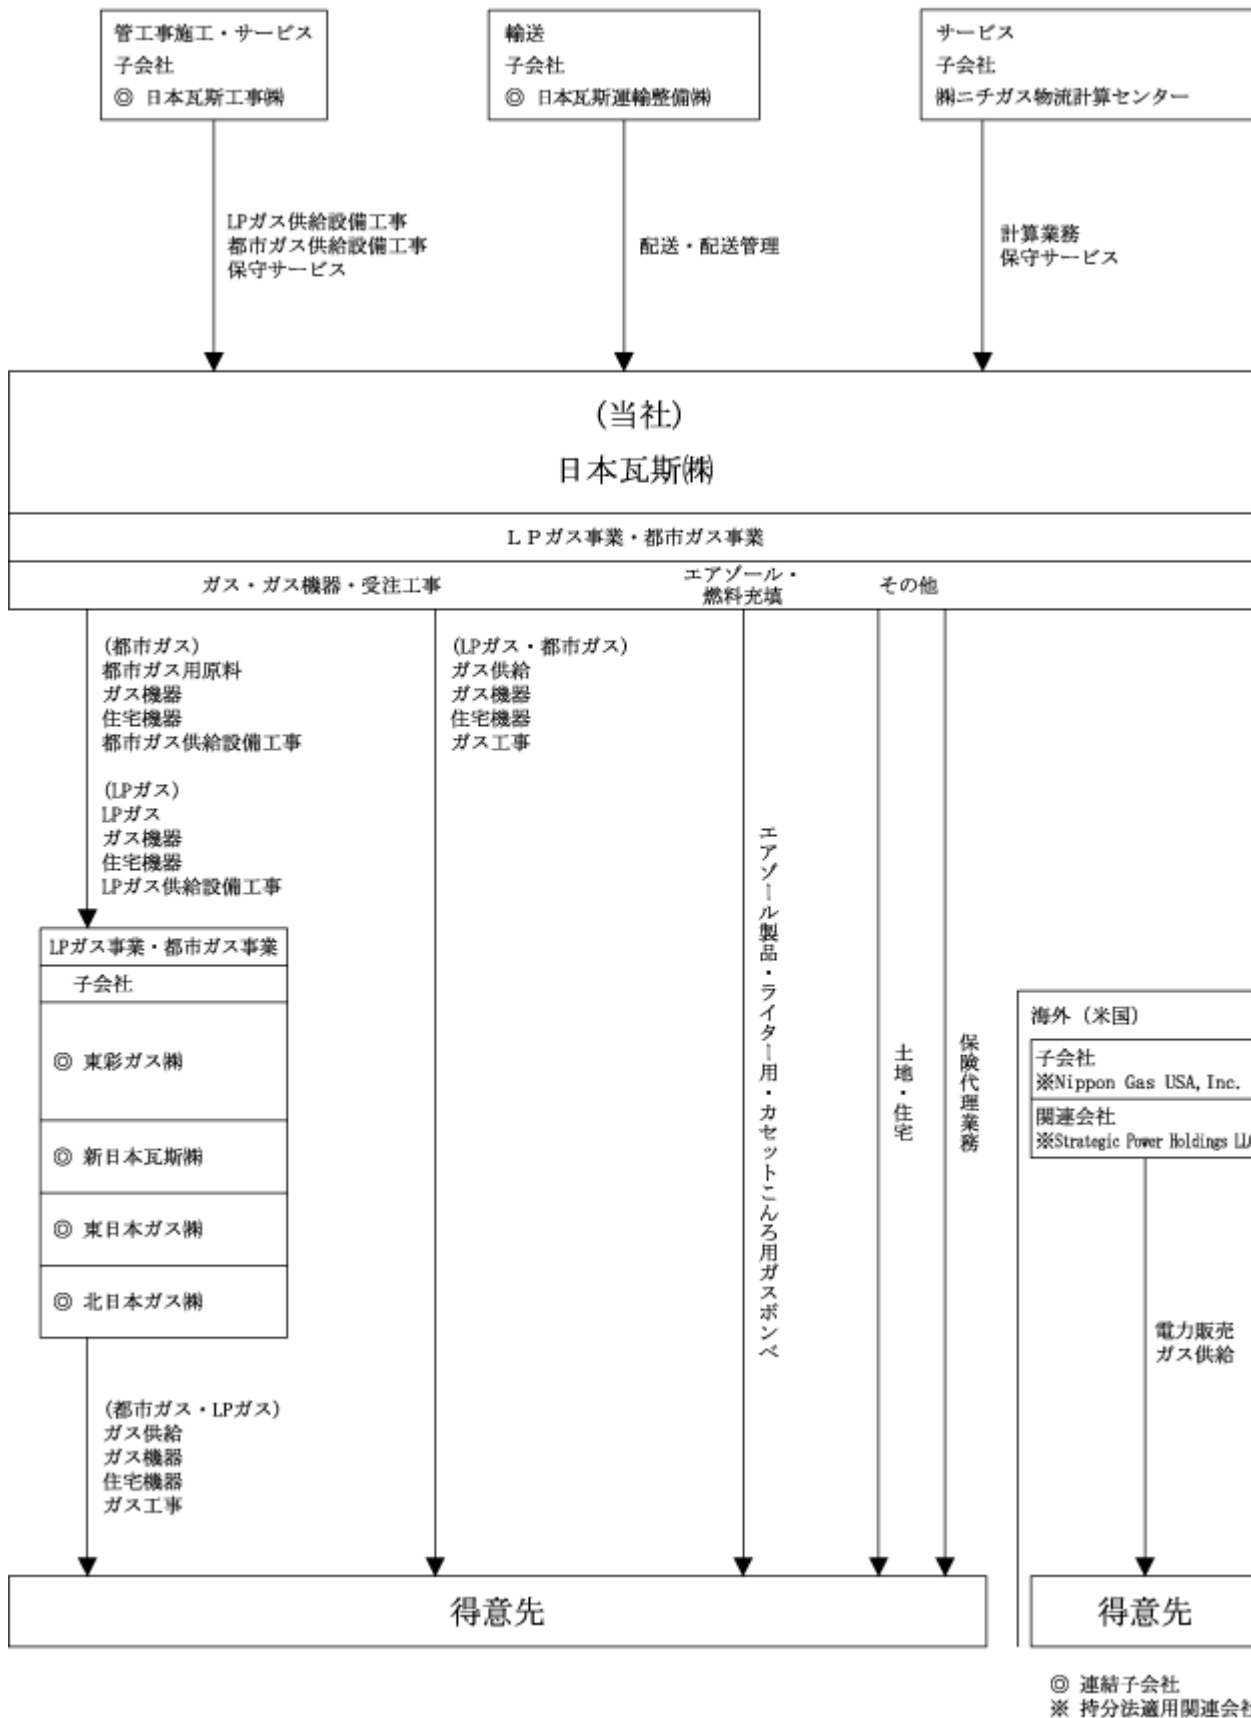 管工事施工・サービス
子会社
◎ 日本瓦斯工事㈱
輸送
子会社
◎ 日本瓦斯運輸整備㈱
サービス
子会社
㈱ニチガス物流計算センター
LPガス供給設備工事
都市ガス供給設備工事
保守サービス
配送・配送管理
計算業務
保守サービス
(当社)
日本瓦斯㈱
ＬＰガス事業・都市ガス事業
ガス・ガス機器・受注工事
エアゾール・
燃料充填
その他
(都市ガス)
都市ガス用原料
ガス機器
住宅機器
都市ガス供給設備工事
(LPガス)
LPガス
ガス機器
住宅機器
LPガス供給設備工事
(LPガス・都市ガス)
ガス供給
ガス機器
住宅機器
ガス工事
エアゾール製品・ライター用・カセットこんろ用ガスボンベ
土地・住宅
保険代理業務
LPガス事業・都市ガス事業
子会社
◎ 東彩ガス㈱
◎ 新日本瓦斯㈱
◎ 東日本ガス㈱
◎ 北日本ガス㈱
(都市ガス・LPガス)
ガス供給
ガス機器
住宅機器
ガス工事
海外（米国）
子会社
※Nippon Gas USA, Inc.
関連会社
※Strategic Power Holdings
電力販売
ガス供給
得意先
得意先
◎ 連結子会社
※ 持分法適用関連会社